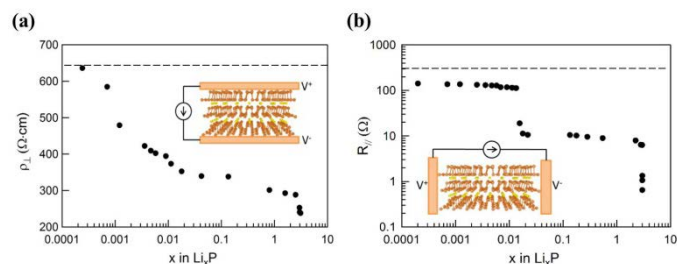 (a)
(b)
700
600
500
400
300
200
ρ⊥ (Ω·cm)
V⁺
V⁻
0.0001 0.001 0.01 0.1 1 10
x in LiₓP
1000
100
10
1
0.1
R// (Ω)
V⁺
V⁻
0.0001 0.001 0.01 0.1 1 10
x in LiₓP